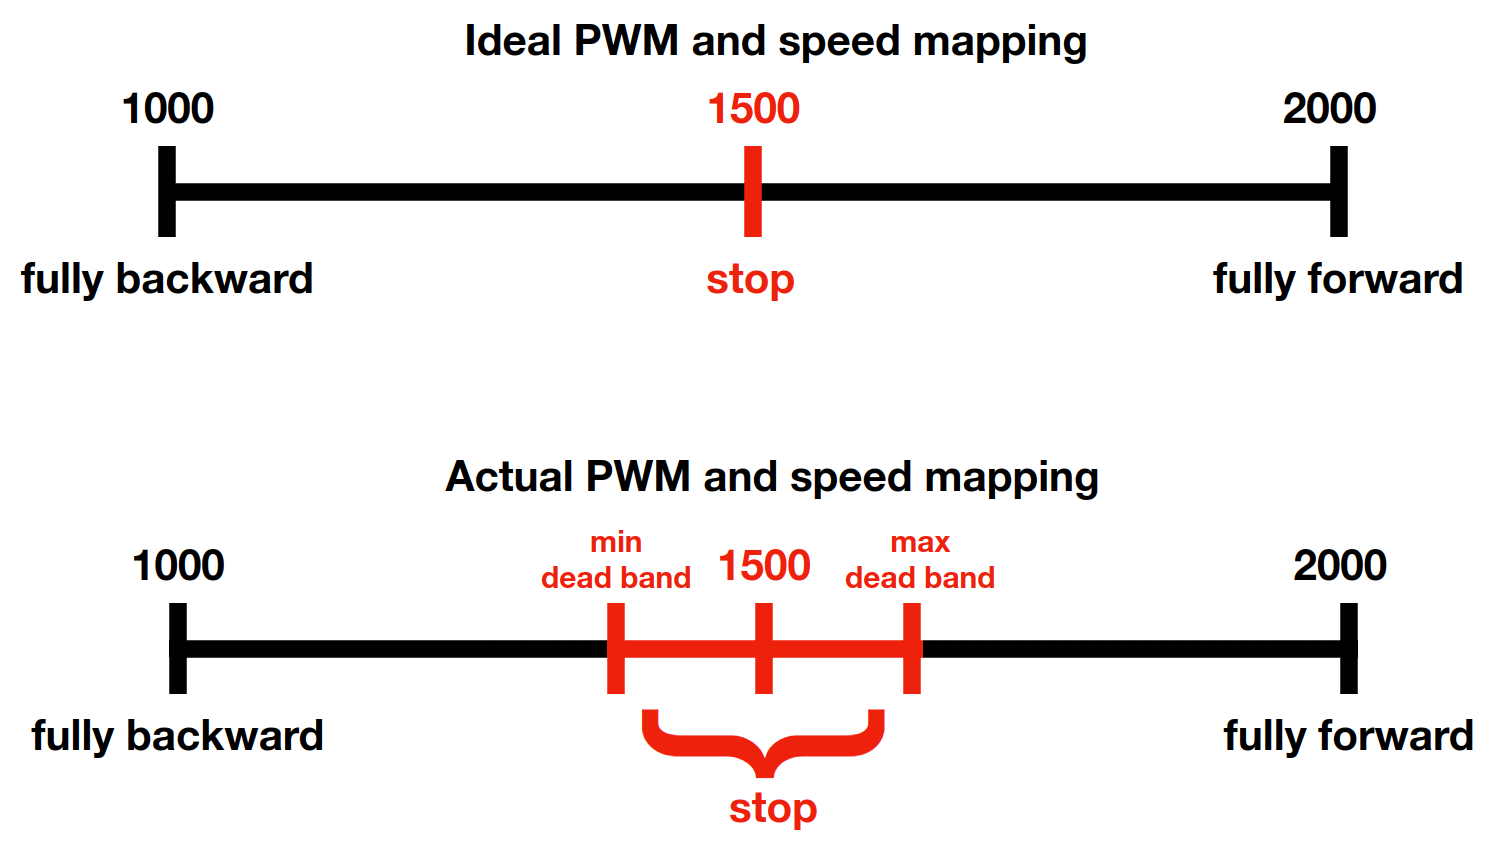 Ideal PWM and speed mapping
1000 1500 2000
fully backward stop fully forward
Actual PWM and speed mapping
min max
1000 dead band 1500 dead band 2000
fully backward fully forward
stop